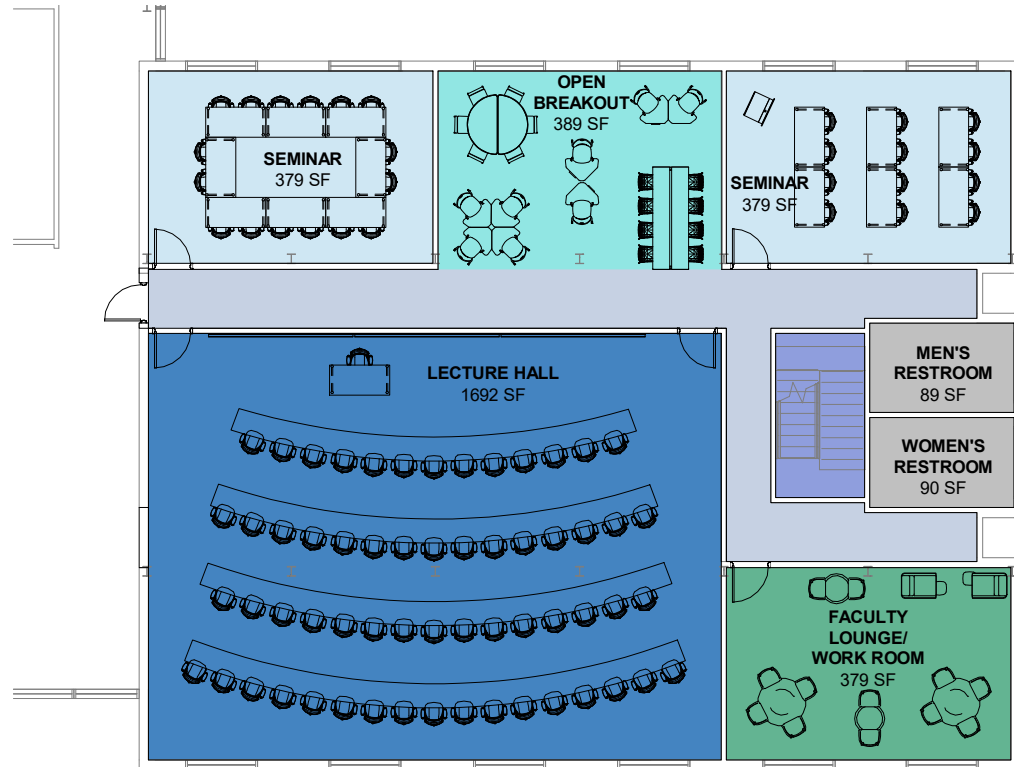 SEMINAR
379 SF
OPEN
BREAKOUT
389 SF
SEMINAR
379 SF
LECTURE HALL
1692 SF
MEN'S
RESTROOM
89 SF
WOMEN'S
RESTROOM
90 SF
FACULTY
LOUNGE/
WORK ROOM
379 SF